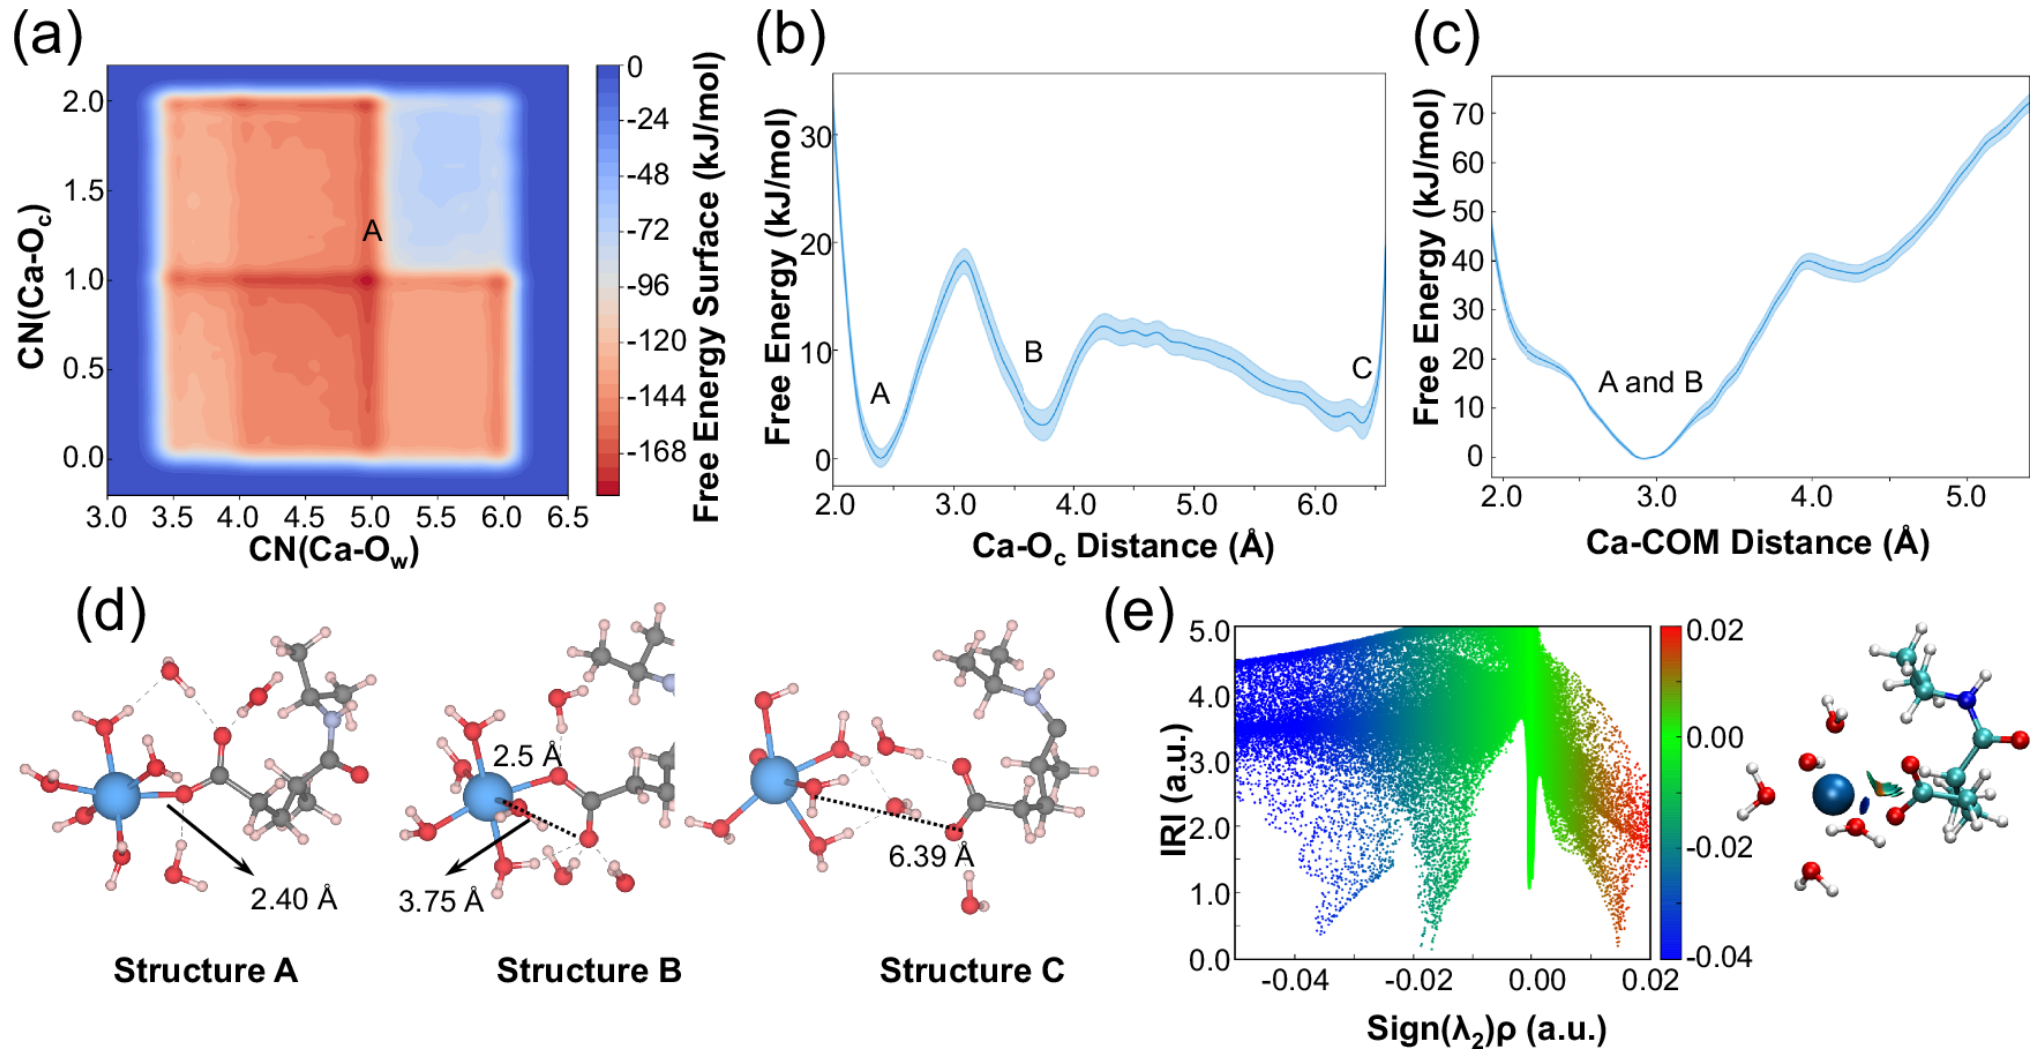 (a)
2.0
1.5
1.0
0.5
0.0
CN(Ca-Oc)
3.0 3.5 4.0 4.5 5.0 5.5 6.0 6.5
CN(Ca-Ow)
A
0
-24
-48
-72
-96
-120
-144
-168
Free Energy Surface (kJ/mol)
(b)
30
20
10
0
Free Energy (kJ/mol)
A
B
C
2.0 3.0 4.0 5.0 6.0
Ca-Oc Distance (Å)
(c)
70
60
50
40
30
20
10
0
Free Energy (kJ/mol)
A and B
2.0 3.0 4.0 5.0
Ca-COM Distance (Å)
(d)
2.40 Å
Structure A
2.5 Å
3.75 Å
Structure B
6.39 Å
Structure C
(e)
5.0
4.0
3.0
2.0
1.0
0.0
IRI (a.u.)
-0.04 -0.02 0.00 0.02
Sign(λ2)ρ (a.u.)
0.02
0.00
-0.02
-0.04